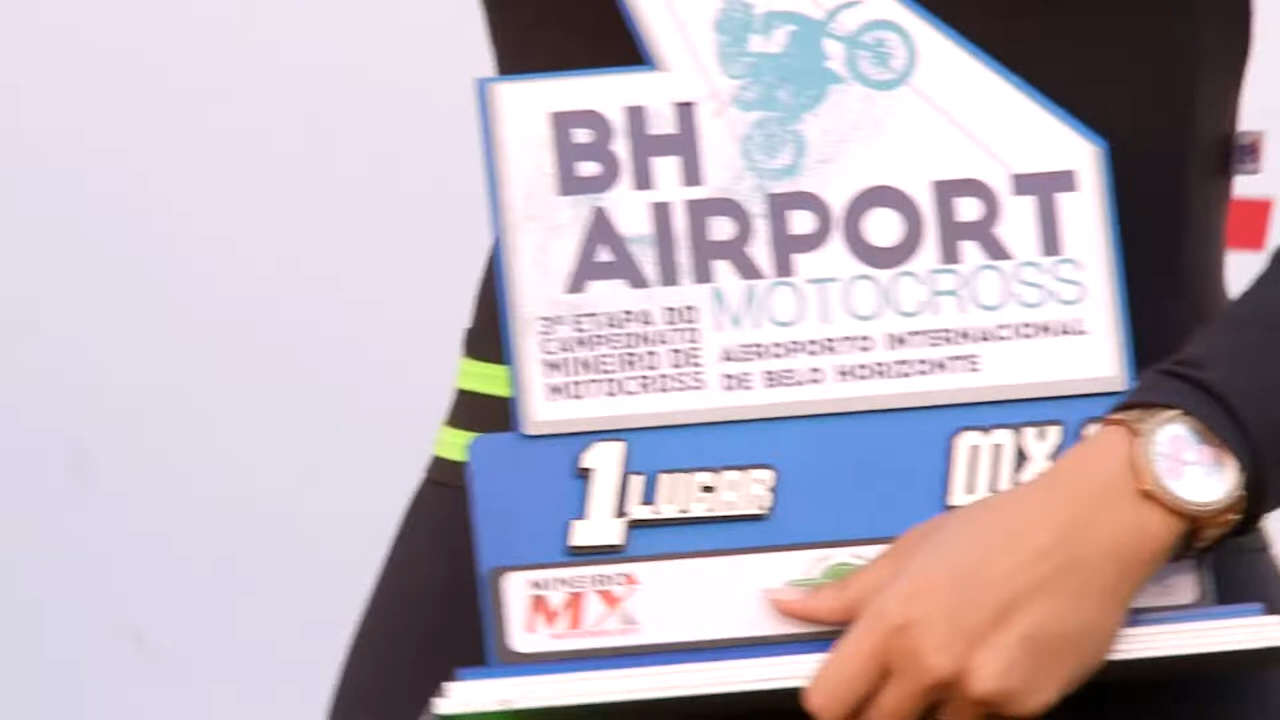 BH
AIRPORT
MOTOCROSS
3ª ETAPA DO
CAMPEONATO
MINEIRO DE
MOTOCROSS
AEROPORTO INTERNACIONAL
DE BELO HORIZONTE
1 LUGAR
MX
MINEIRO
MX